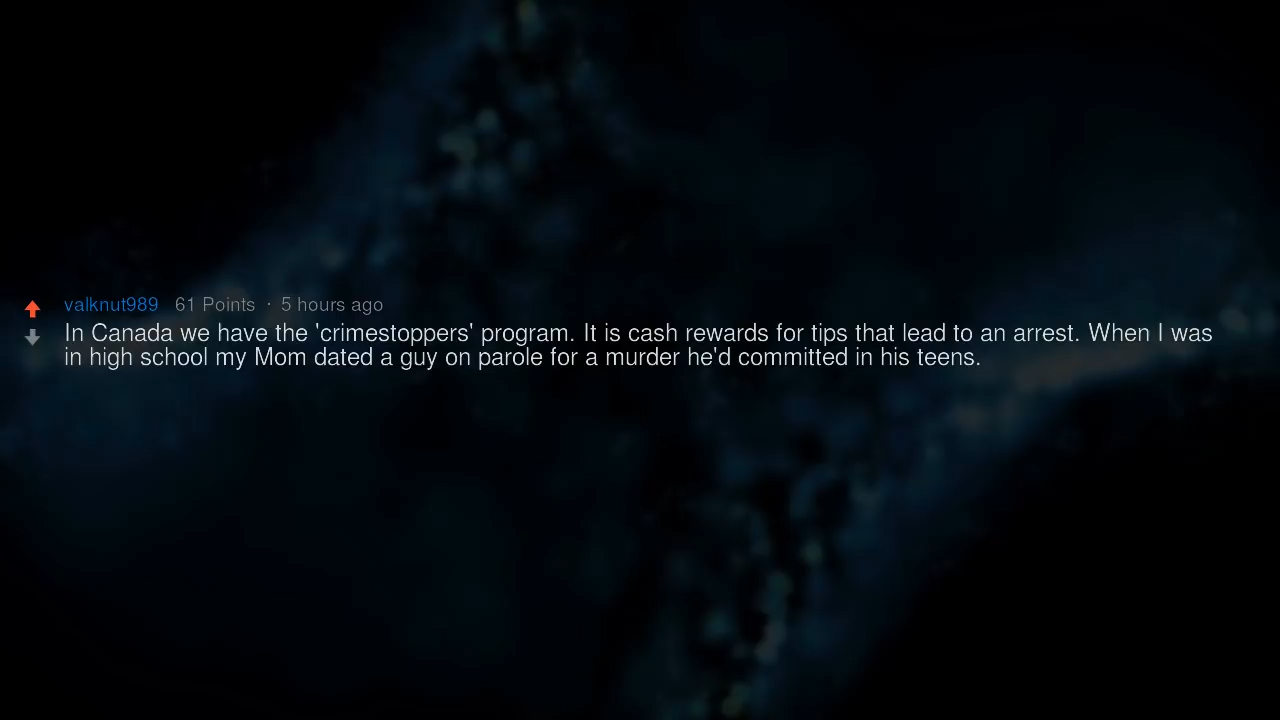 valknut989 61 Points · 5 hours ago
In Canada we have the 'crimestoppers' program. It is cash rewards for tips that lead to an arrest. When I was
in high school my Mom dated a guy on parole for a murder he'd committed in his teens.